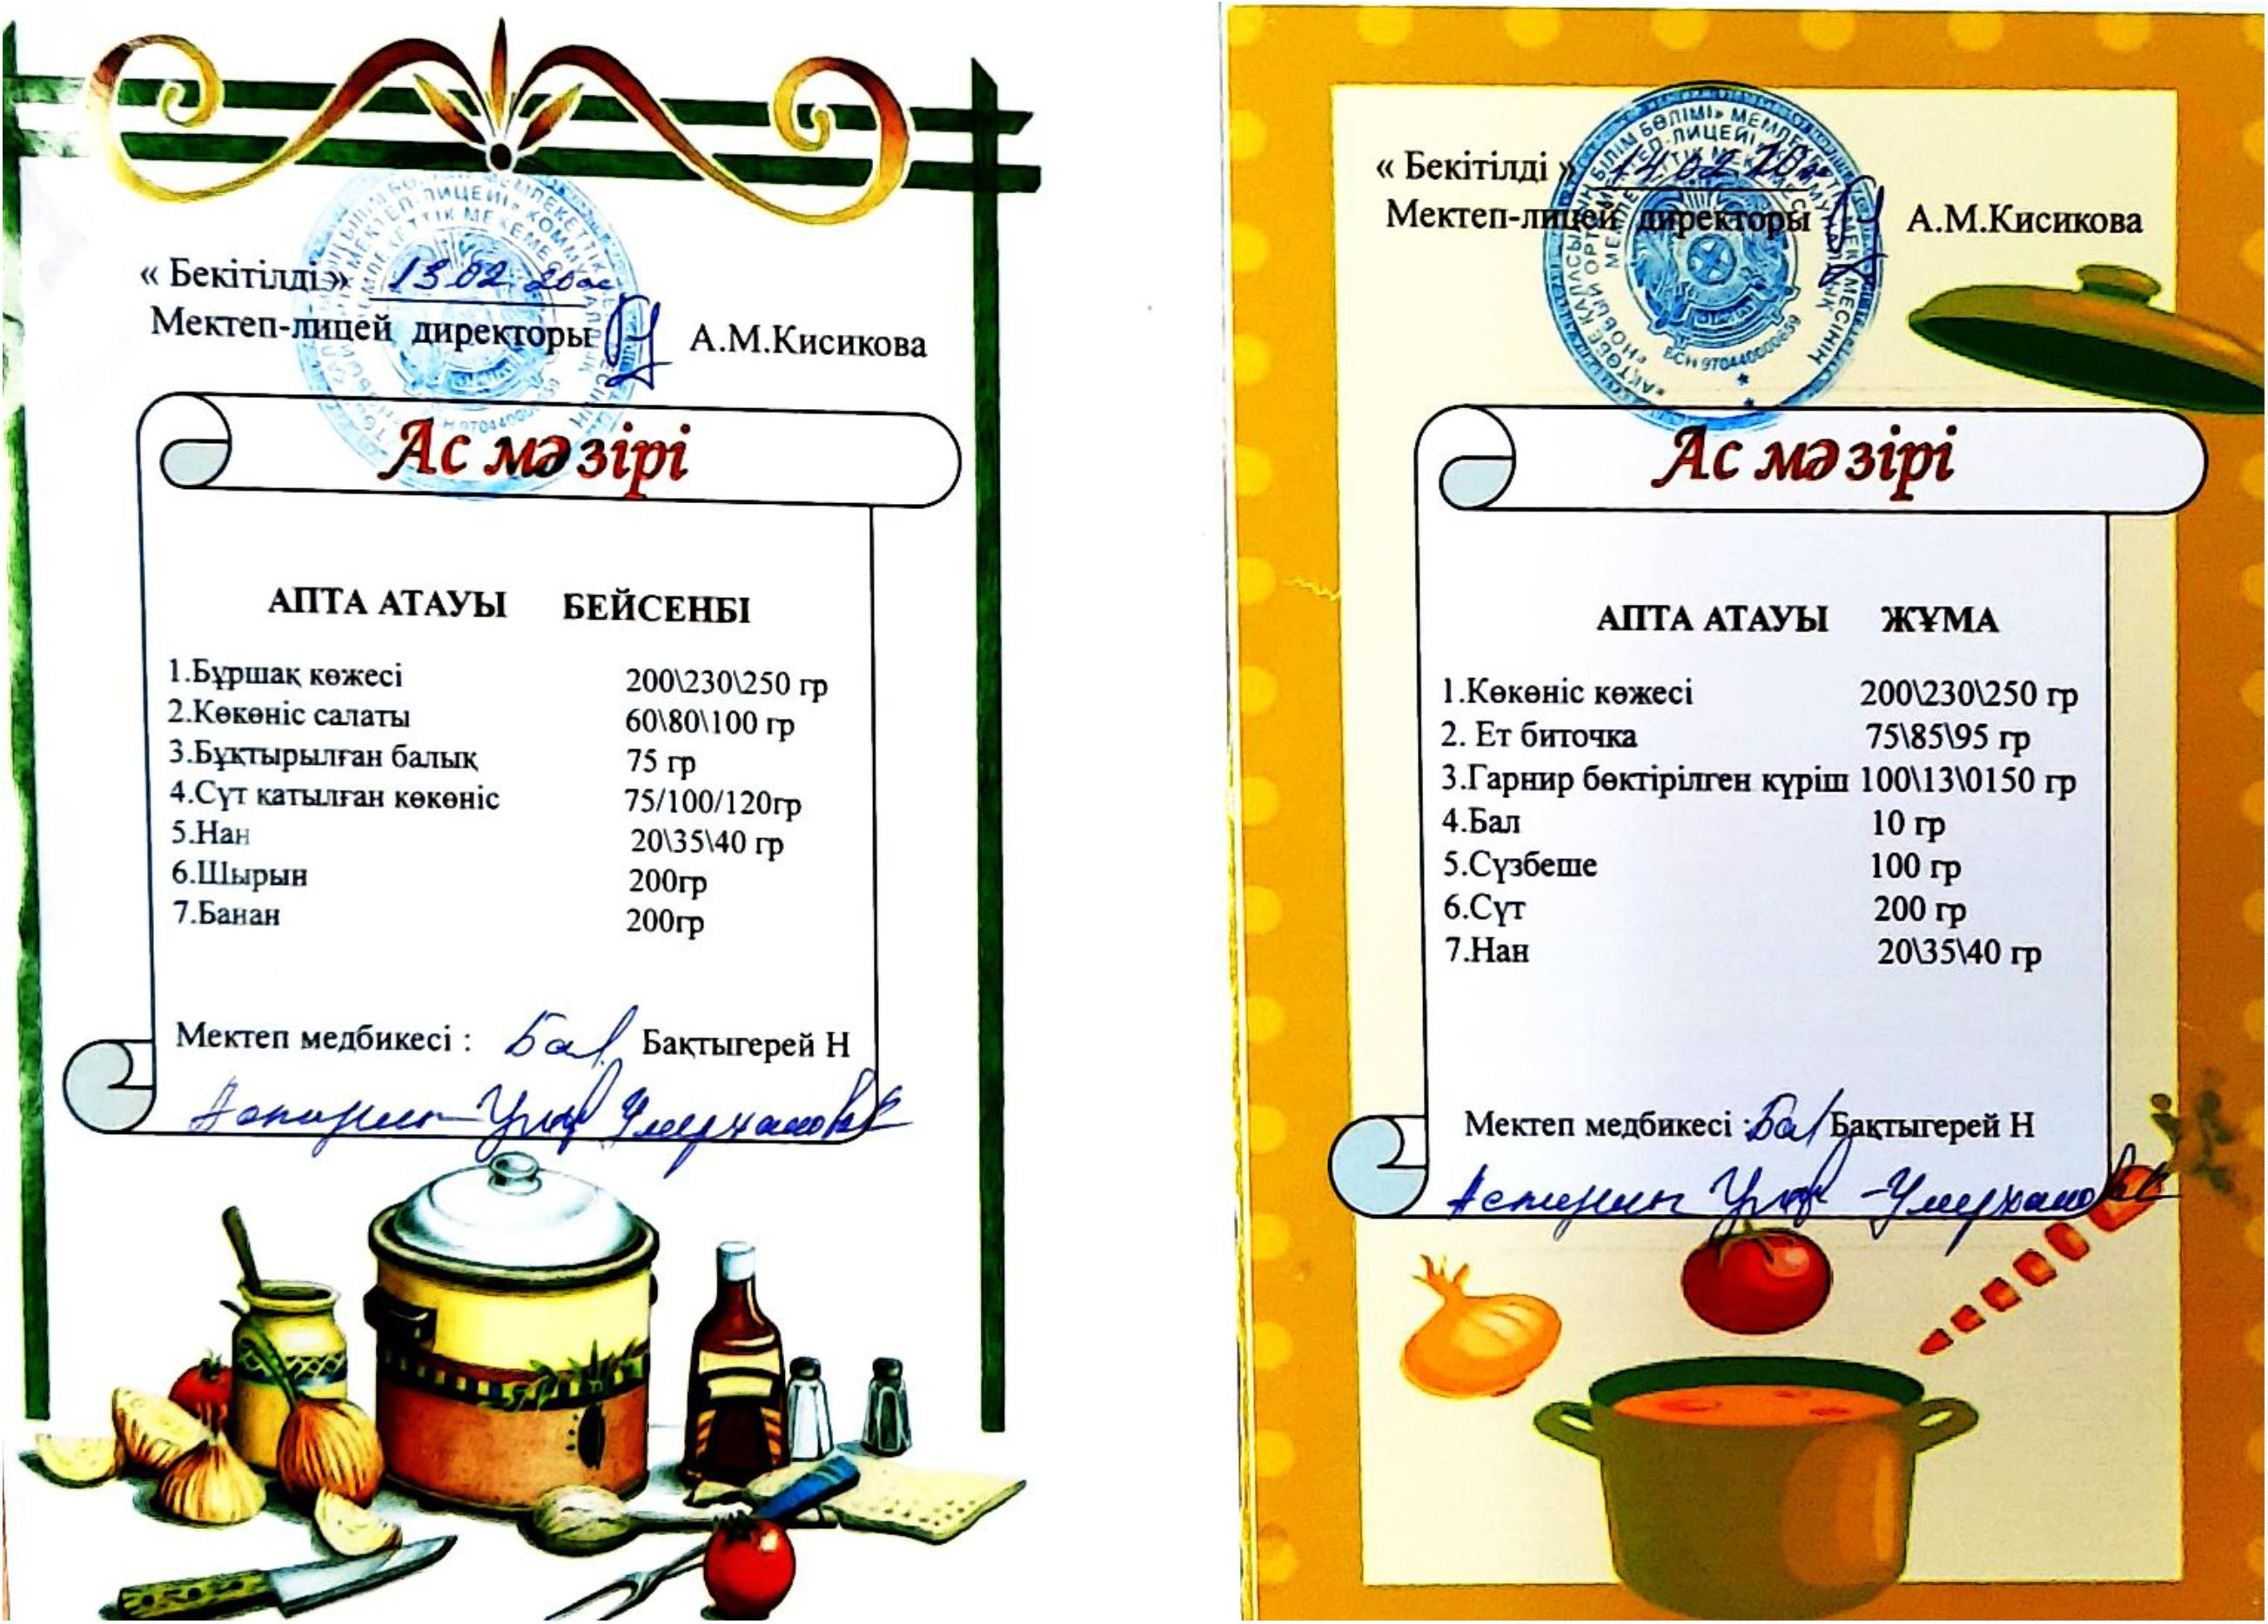 « Бекітілді » 13.02.20
Мектеп-лицей директоры А.М.Кисикова
Ас мәзірі
АПТА АТАУЫ БЕЙСЕНБІ
1.Бұршақ көжесі 200\230\250 гр
2.Көкөніс салаты 60\80\100 гр
3.Бұқтырылған балық 75 гр
4.Сүт катылған көкөніс 75/100/120гр
5.Нан 20\35\40 гр
6.Шырын 200гр
7.Банан 200гр
Мектеп медбикесі : Бақтыгерей Н
« Бекітілді » 14.02.20
Мектеп-лицей директоры А.М.Кисикова
БСН 970440000659
Ас мәзірі
АПТА АТАУЫ ЖҰМА
1.Көкөніс көжесі 200\230\250 гр
2. Ет биточка 75\85\95 гр
3.Гарнир бөктірілген күріш 100\13\0150 гр
4.Бал 10 гр
5.Сүзбеше 100 гр
6.Сүт 200 гр
7.Нан 20\35\40 гр
Мектеп медбикесі : Бақтыгерей Н